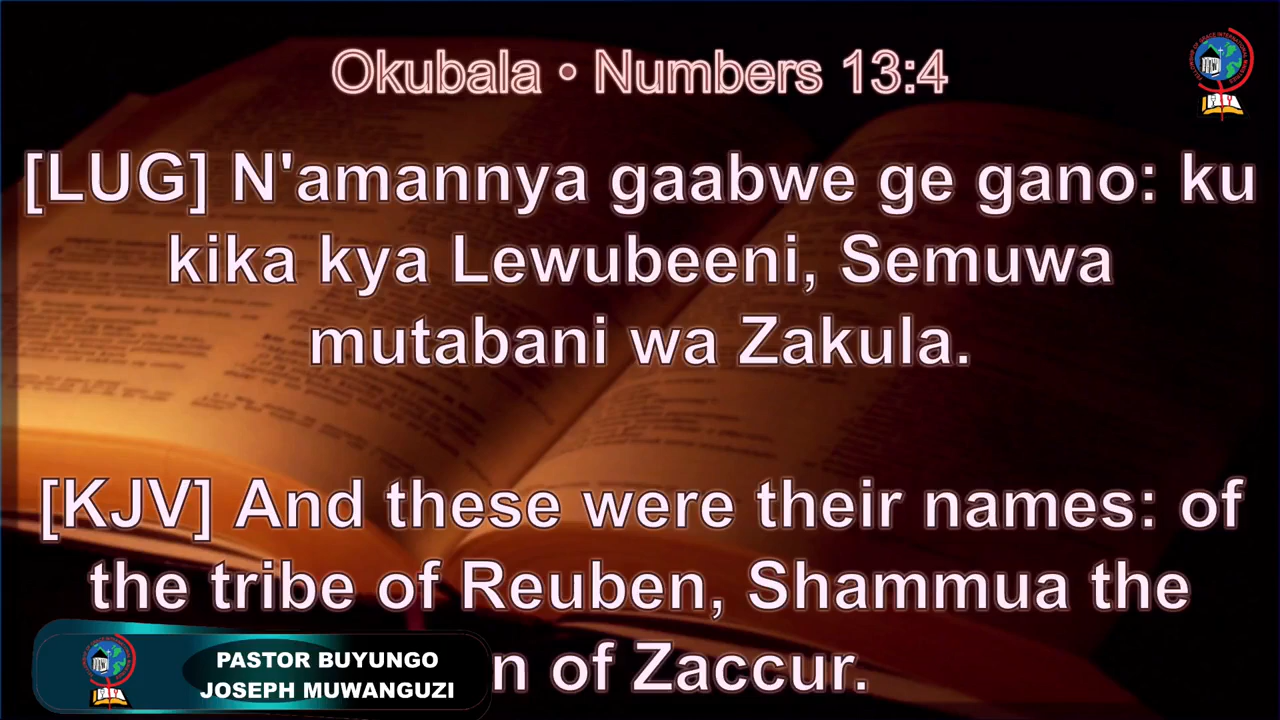 Okubala • Numbers 13:4
[LUG] N'amannya gaabwe ge gano: ku
kika kya Lewubeeni, Semuwa
mutabani wa Zakula.
[KJV] And these were their names: of
the tribe of Reuben, Shammua the
n of Zaccur.
PASTOR BUYUNGO
JOSEPH MUWANGUZI